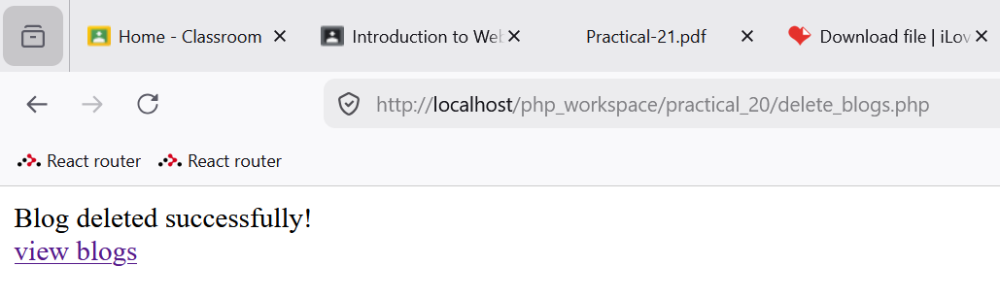 Home - Classroom
Introduction to Web
Practical-21.pdf
Download file | iLov
http://localhost/php_workspace/practical_20/delete_blogs.php
React router
React router
Blog deleted successfully!
view blogs